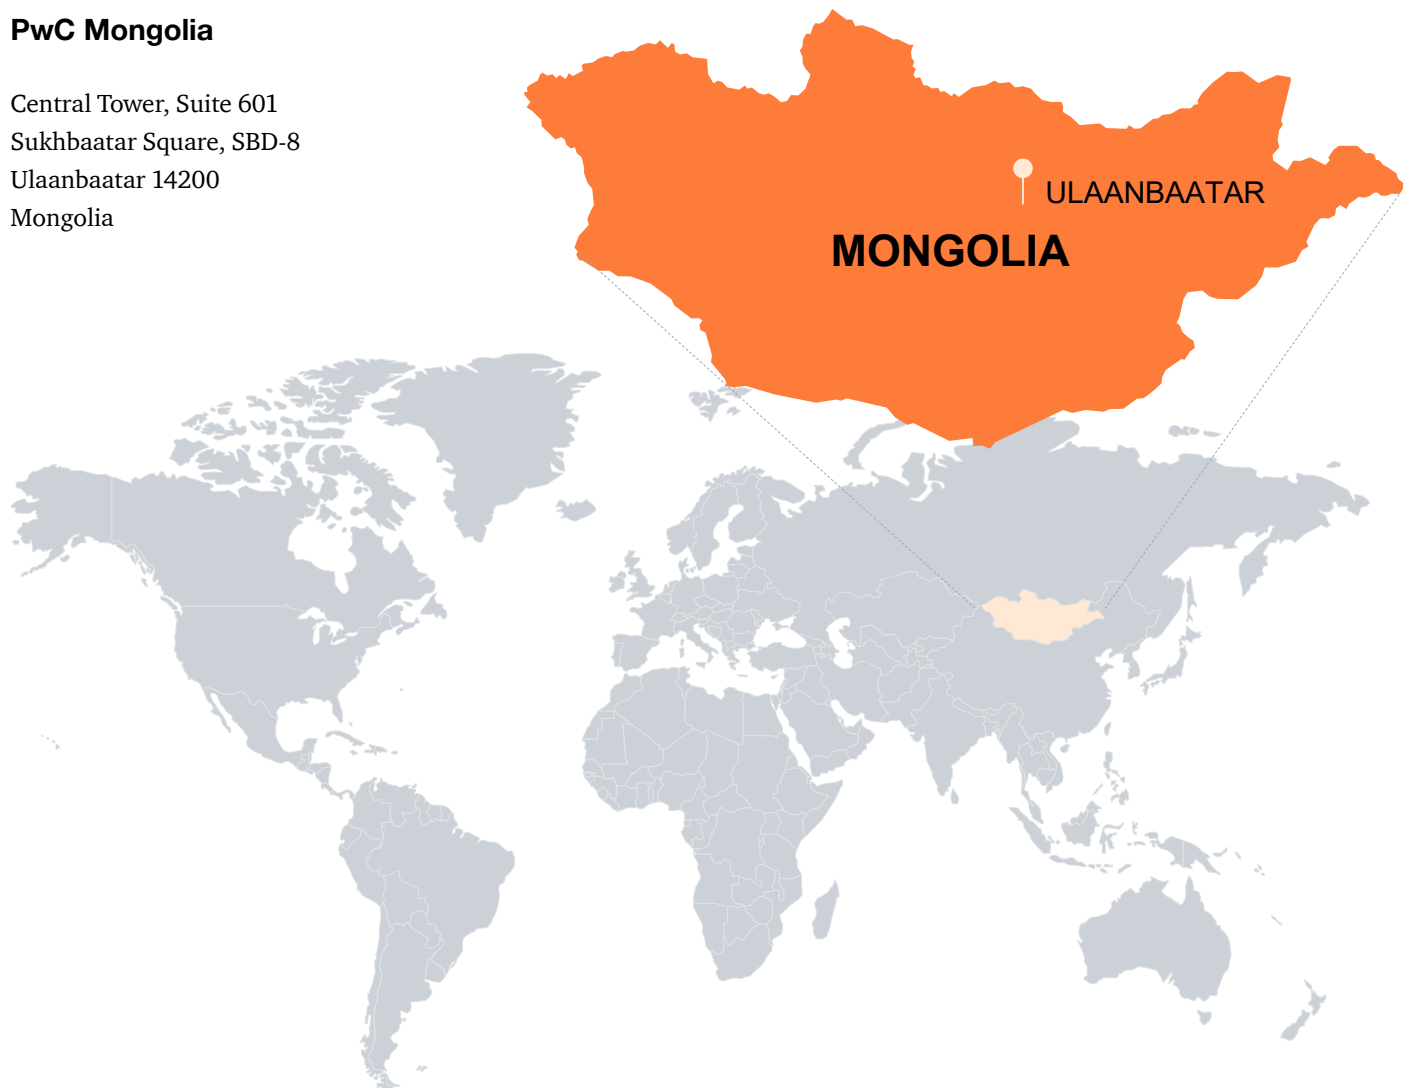 PwC Mongolia
Central Tower, Suite 601
Sukhbaatar Square, SBD-8
Ulaanbaatar 14200
Mongolia
ULAANBAATAR
MONGOLIA